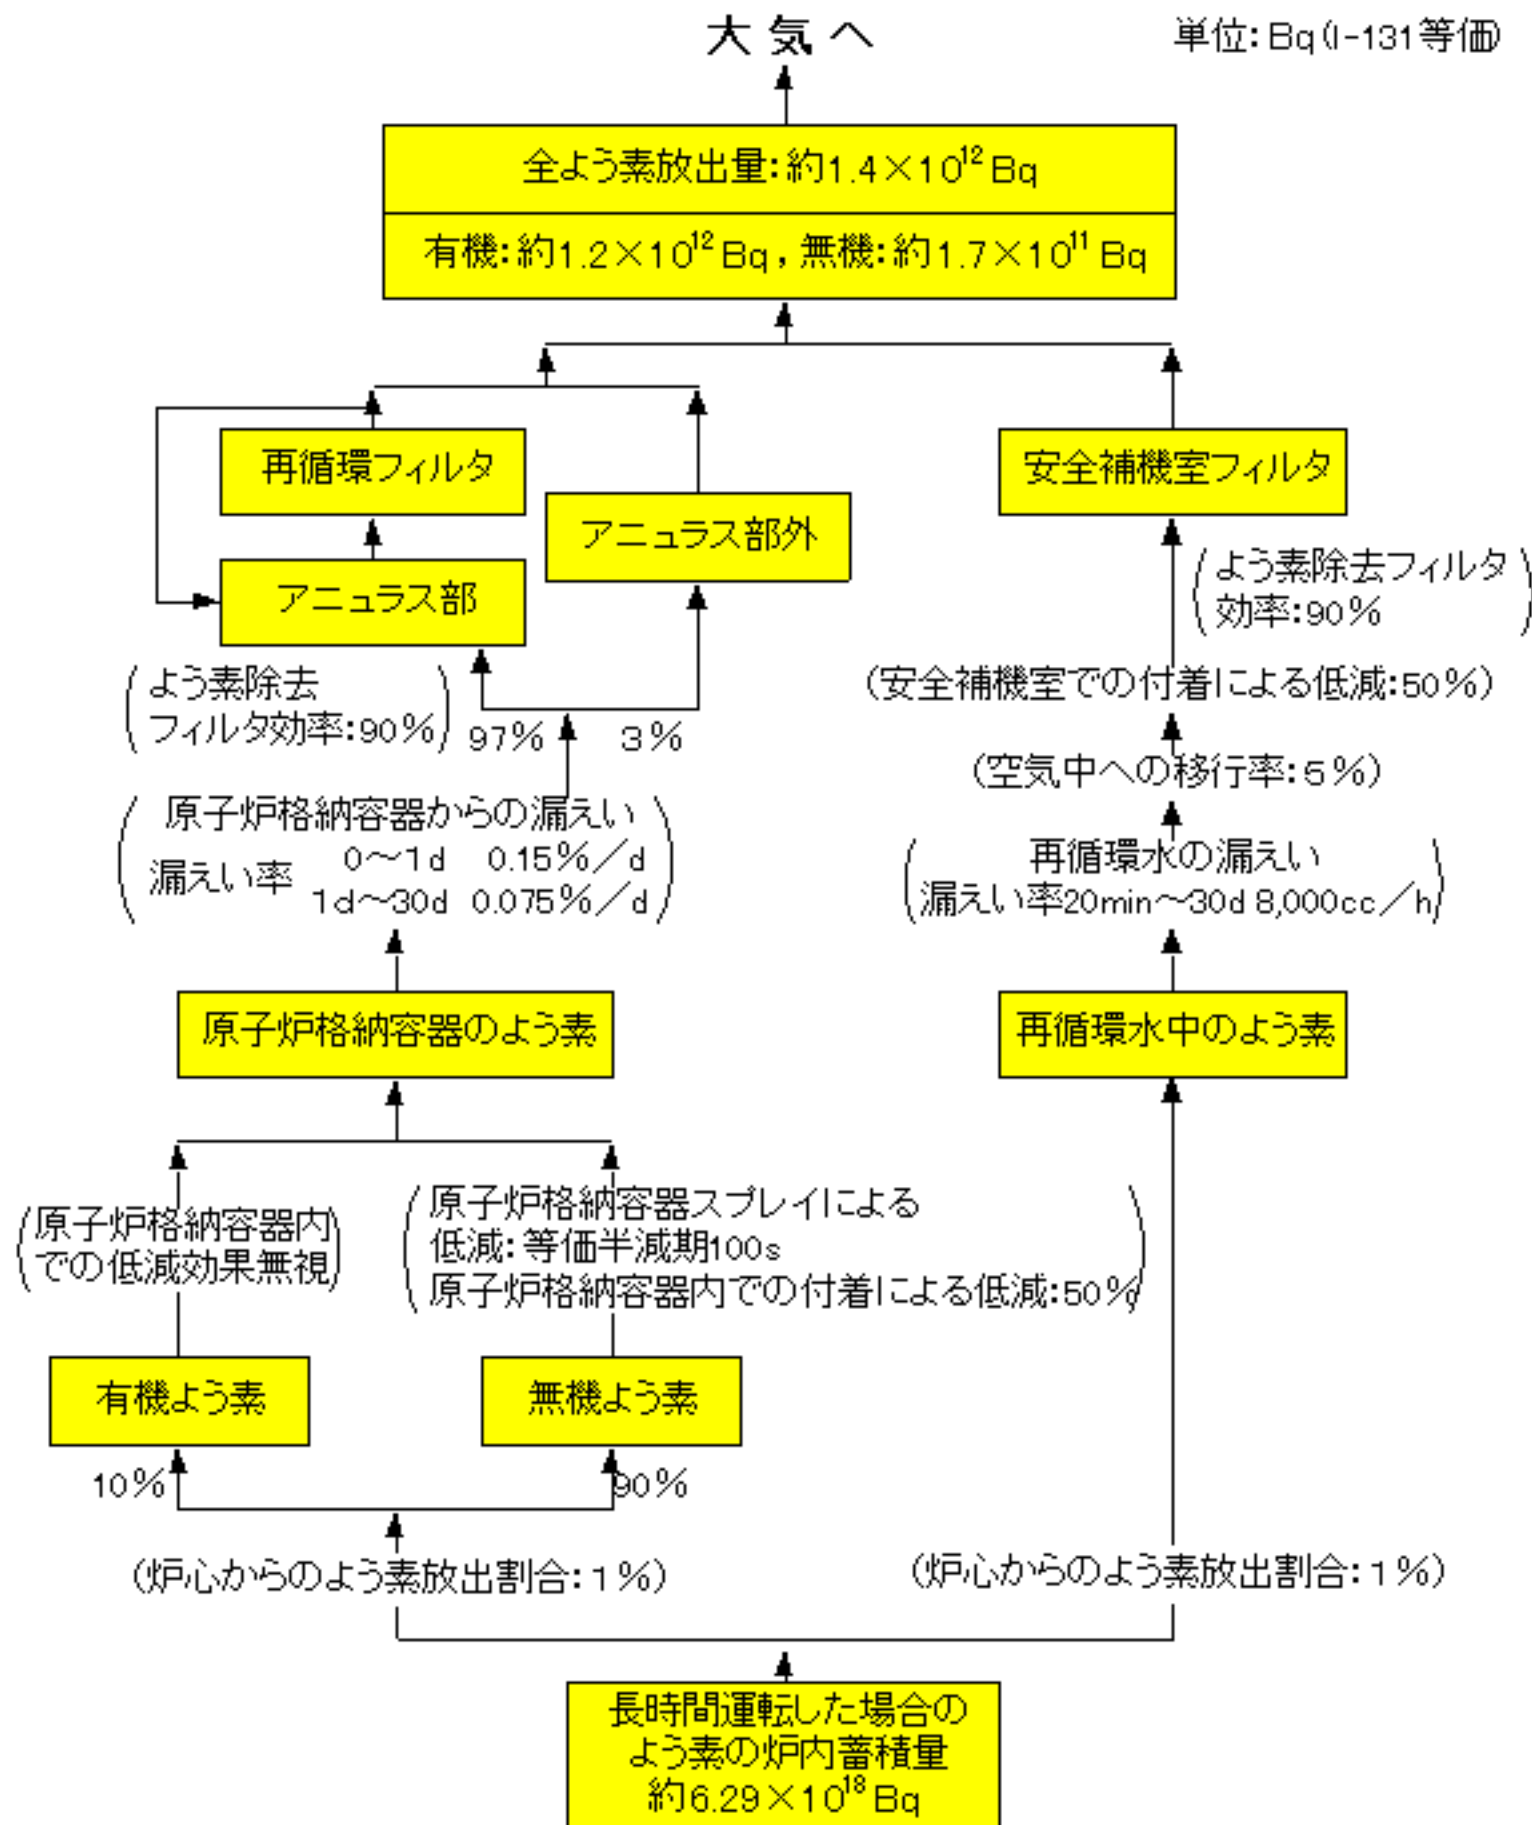 大気へ
単位:Bq(I-131等価)
全よう素放出量:約1.4×10¹² Bq
有機:約1.2×10¹² Bq,無機:約1.7×10¹¹ Bq
再循環フィルタ
安全補機室フィルタ
アニュラス部外
アニュラス部
(よう素除去フィルタ
効率:90%)
(よう素除去
フィルタ効率:90%)
97%
3%
(安全補機室での付着による低減:50%)
(空気中への移行率:5%)
(原子炉格納容器からの漏えい
漏えい率 0~1d 0.15%/d
1d~30d 0.075%/d)
(再循環水の漏えい
漏えい率20min~30d 8,000cc/h)
原子炉格納容器のよう素
再循環水中のよう素
(原子炉格納容器内
での低減効果無視)
(原子炉格納容器スプレイによる
低減:等価半減期100s
原子炉格納容器内での付着による低減:50%)
有機よう素
無機よう素
10%
90%
(炉心からのよう素放出割合:1%)
(炉心からのよう素放出割合:1%)
長時間運転した場合の
よう素の炉内蓄積量
約6.29×10¹⁸ Bq